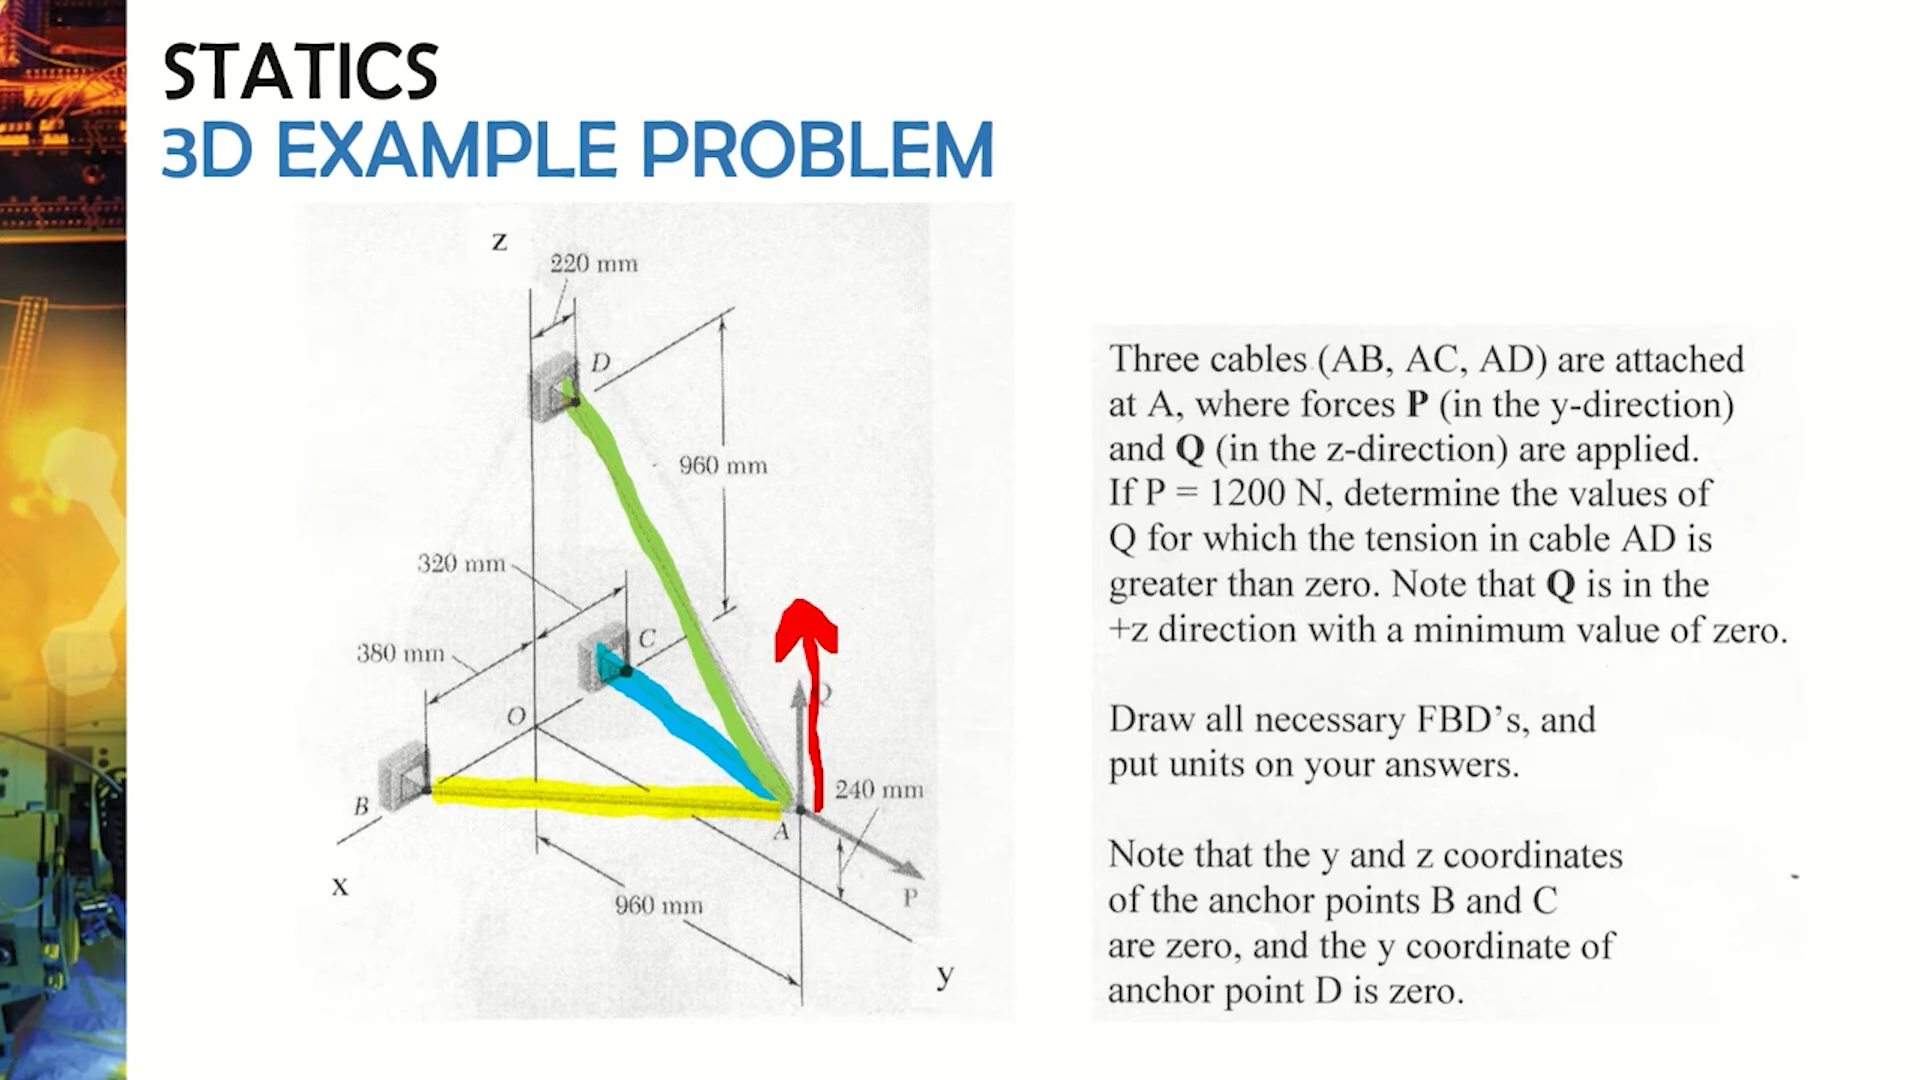 STATICS
3D EXAMPLE PROBLEM
z
220 mm
D
960 mm
320 mm
C
380 mm
Q
O
240 mm
B
A
x
P
960 mm
y
Three cables (AB, AC, AD) are attached
at A, where forces P (in the y-direction)
and Q (in the z-direction) are applied.
If P = 1200 N, determine the values of
Q for which the tension in cable AD is
greater than zero. Note that Q is in the
+z direction with a minimum value of zero.
Draw all necessary FBD's, and
put units on your answers.
Note that the y and z coordinates
of the anchor points B and C
are zero, and the y coordinate of
anchor point D is zero.